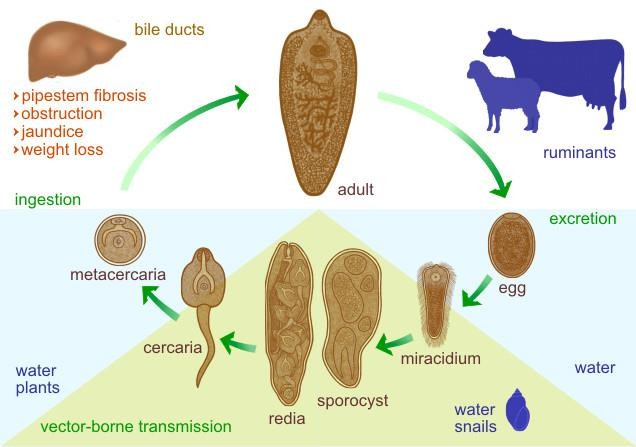 bile ducts
pipestem fibrosis
obstruction
jaundice
weight loss
ruminants
adult
ingestion
excretion
metacercaria
egg
cercaria
miracidium
sporocyst
redia
water
plants
water
water
snails
vector-borne transmission